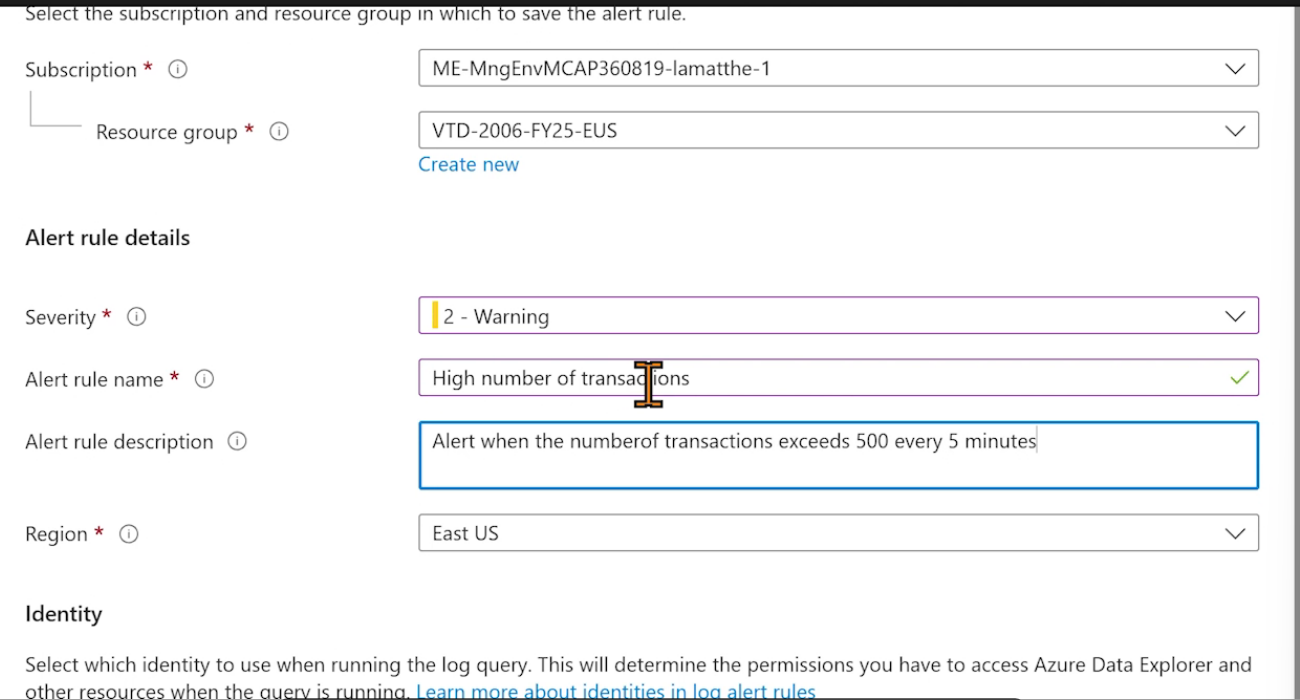 Select the subscription and resource group in which to save the alert rule.
Subscription * ME-MngEnvMCAP360819-lamatthe-1
Resource group * VTD-2006-FY25-EUS
Create new
Alert rule details
Severity * 2 - Warning
Alert rule name * High number of transactions
Alert rule description Alert when the numberof transactions exceeds 500 every 5 minutes
Region * East US
Identity
Select which identity to use when running the log query. This will determine the permissions you have to access Azure Data Explorer and
other resources when the query is running. Learn more about identities in log alert rules